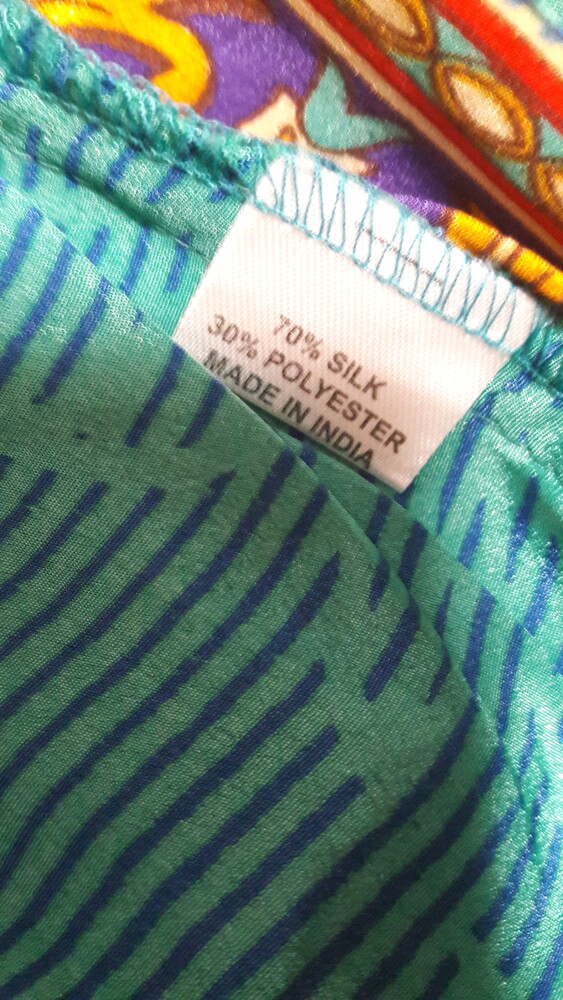 70% SILK
30% POLYESTER
MADE IN INDIA